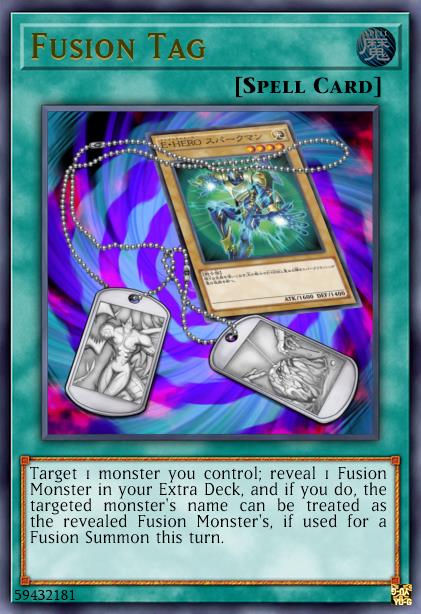 Fusion Tag
魔
[Spell Card]
E・HERO スパークマン
ATK/1600 DEF/1400
Target 1 monster you control; reveal 1 Fusion
Monster in your Extra Deck, and if you do, the
targeted monster's name can be treated as
the revealed Fusion Monster's, if used for a
Fusion Summon this turn.
59432181